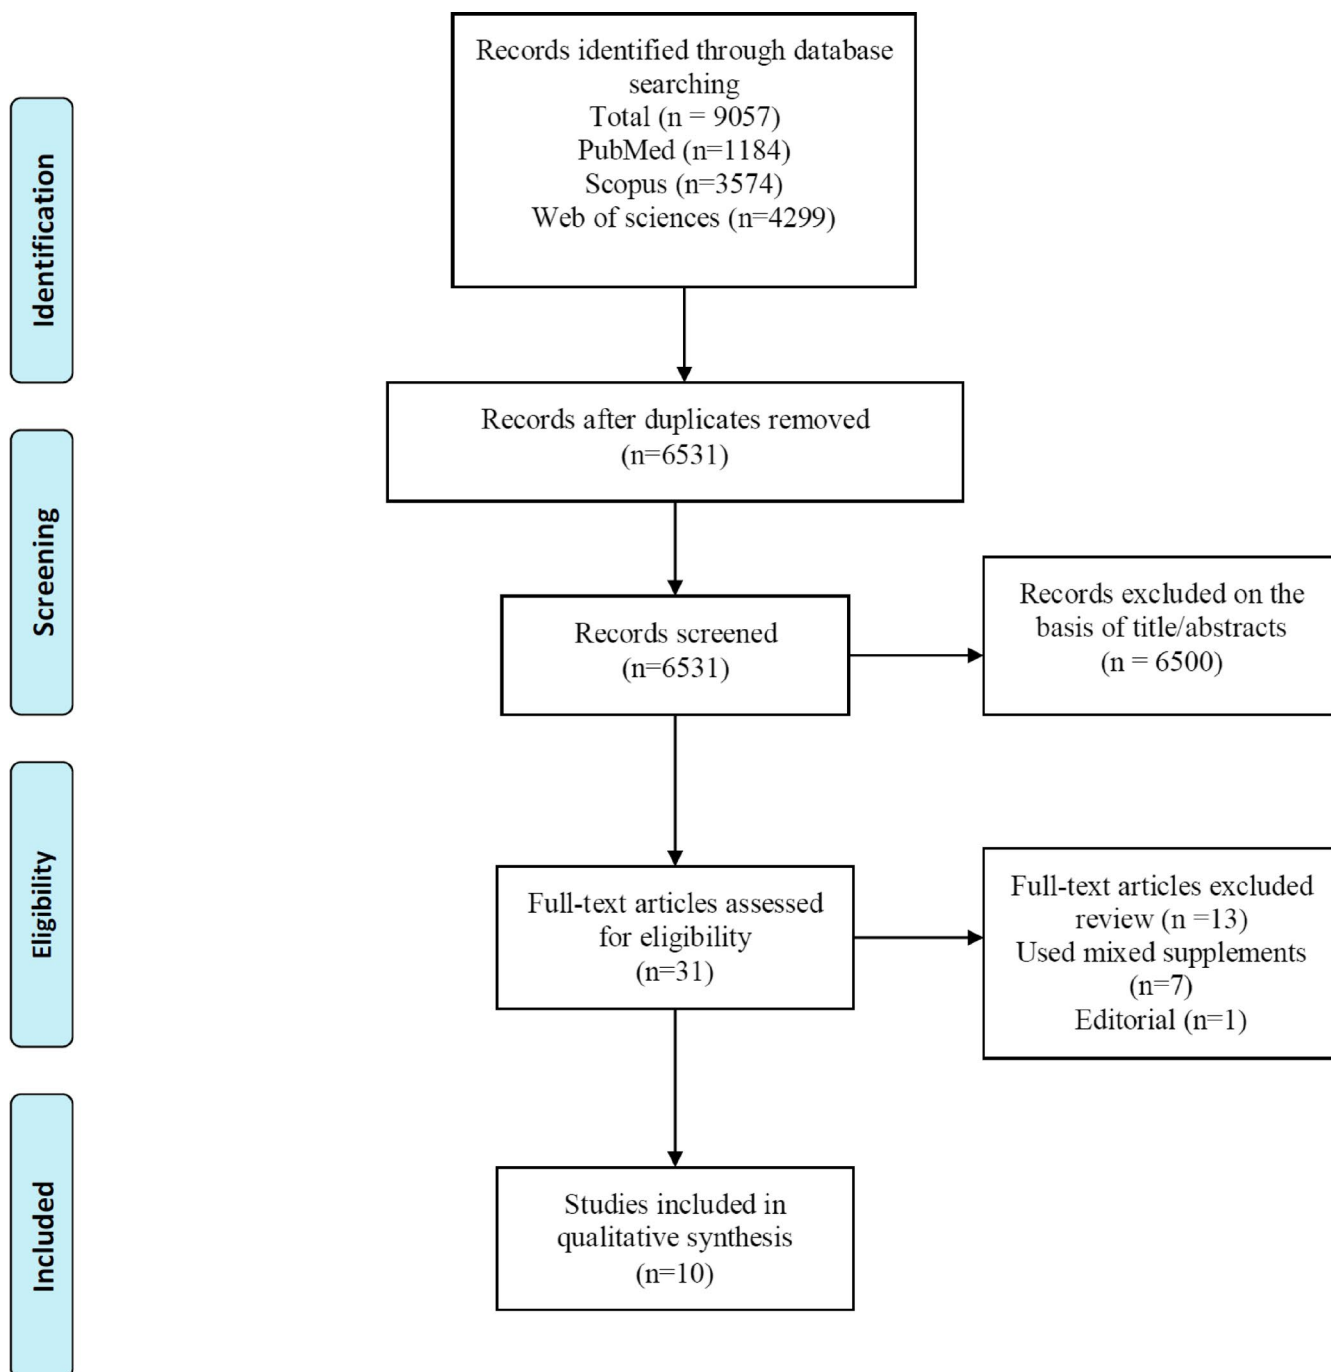 Identification
Records identified through database
searching
Total (n = 9057)
PubMed (n=1184)
Scopus (n=3574)
Web of sciences (n=4299)
Records after duplicates removed
(n=6531)
Screening
Records screened
(n=6531)
Records excluded on the
basis of title/abstracts
(n = 6500)
Eligibility
Full-text articles assessed
for eligibility
(n=31)
Full-text articles excluded
review (n =13)
Used mixed supplements
(n=7)
Editorial (n=1)
Included
Studies included in
qualitative synthesis
(n=10)